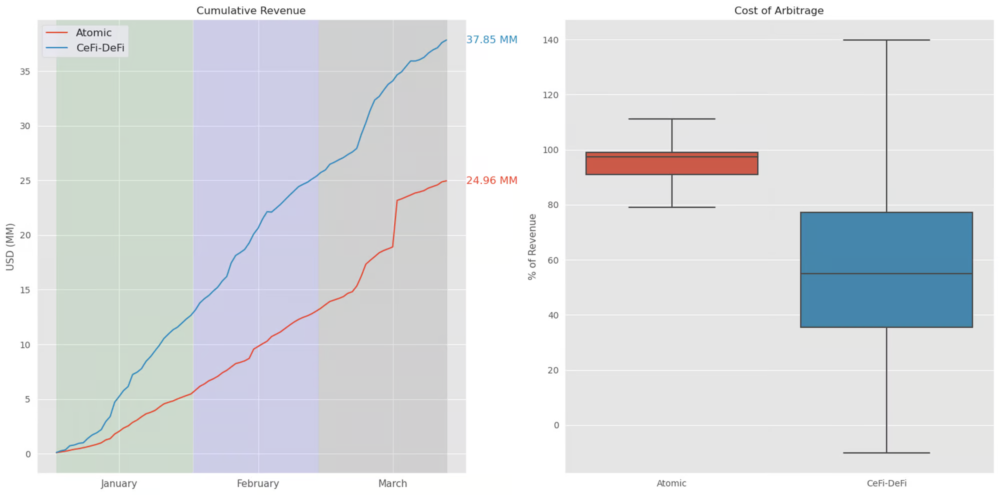 Cumulative Revenue
Atomic
CeFi-DeFi
37.85 MM
24.96 MM
USD (MM)
35
30
25
20
15
10
5
0
January
February
March
Cost of Arbitrage
% of Revenue
140
120
100
80
60
40
20
0
Atomic
CeFi-DeFi